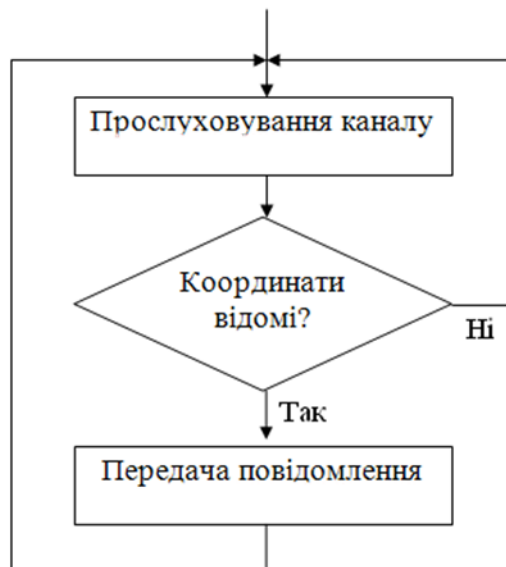 Прослуховування каналу
Координати
відомі?
Ні
Так
Передача повідомлення